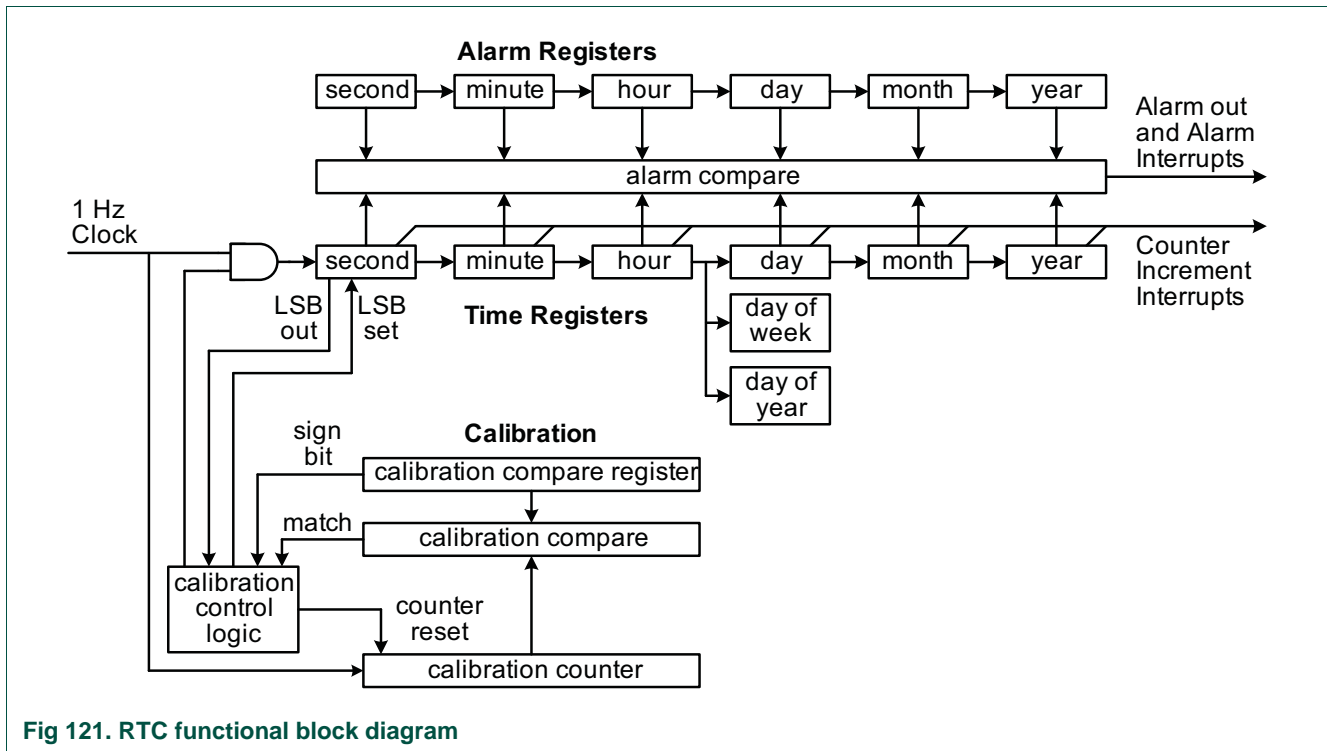 Alarm Registers
second
minute
hour
day
month
year
Alarm out
and Alarm
Interrupts
alarm compare
1 Hz
Clock
second
minute
hour
day
month
year
Counter
Increment
Interrupts
LSB
out
LSB
set
Time Registers
day of
week
day of
year
Calibration
sign
bit
calibration compare register
match
calibration compare
calibration
control
logic
counter
reset
calibration counter
Fig 121. RTC functional block diagram